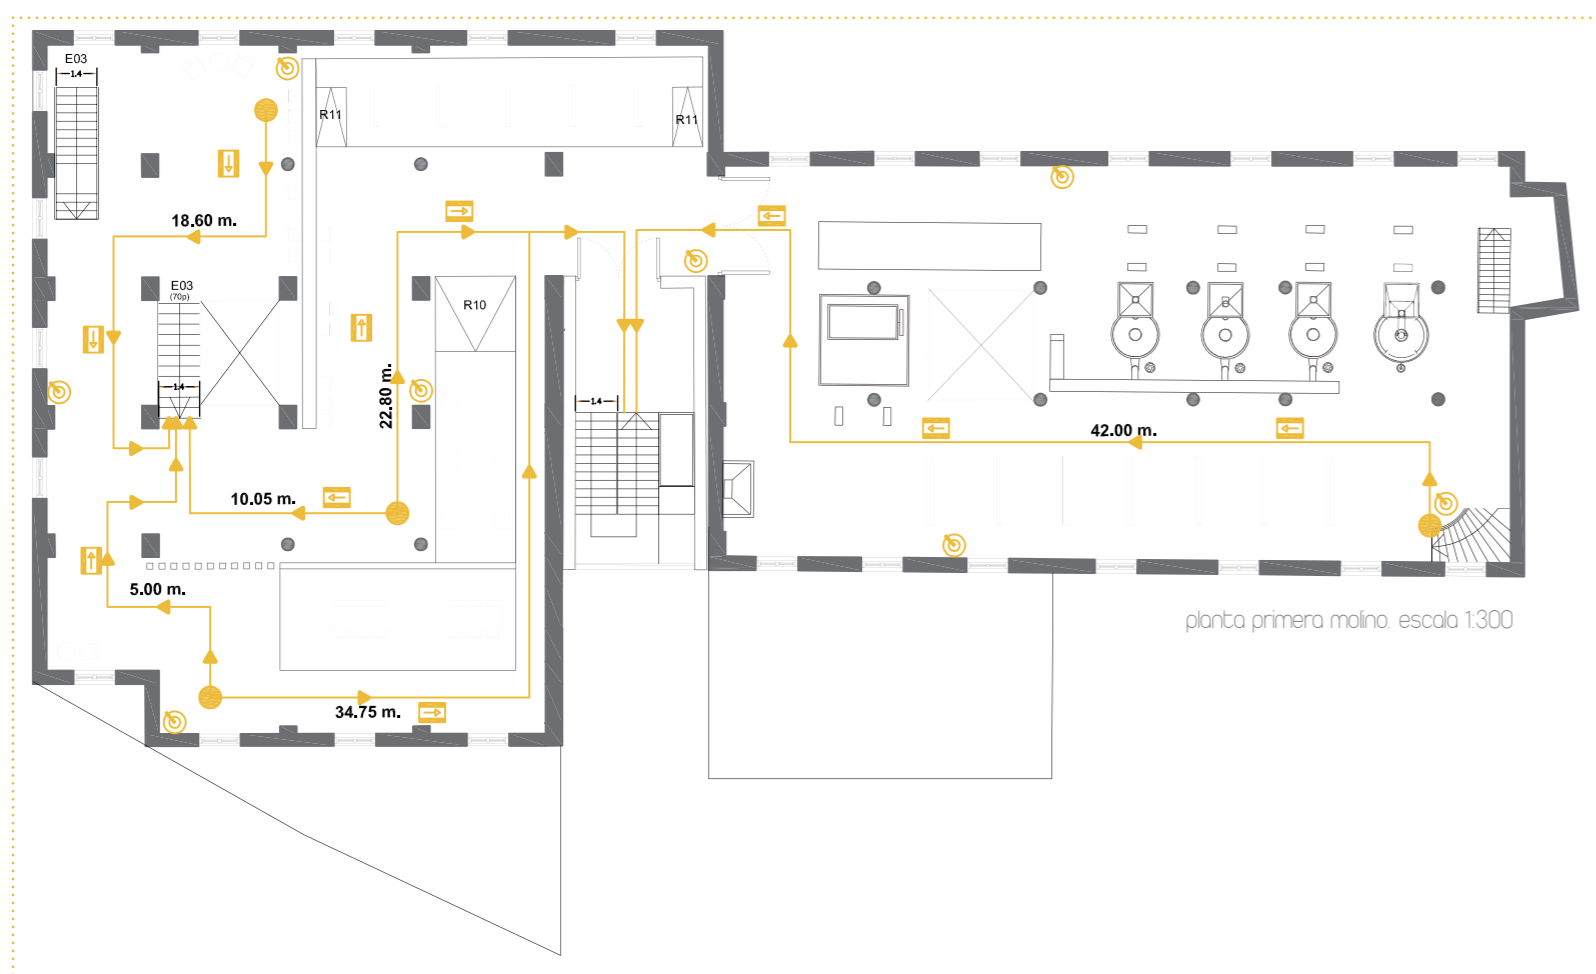 E03
1.4
R11
R11
18.60 m.
E03
(70p)
R10
1.4
22.80 m.
1.4
42.00 m.
10.05 m.
5.00 m.
planta primera molino. escala 1:300
34.75 m.